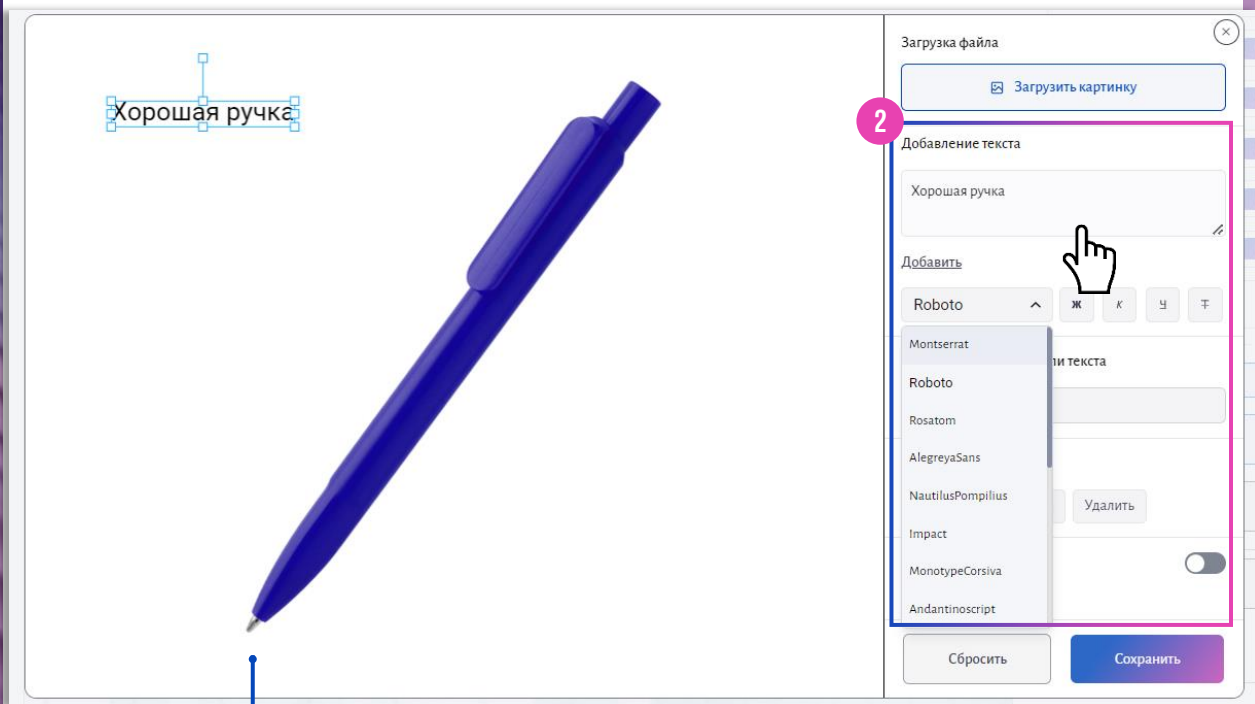 Хорошая ручка
Загрузка файла
Загрузить картинку
2
Добавление текста
Хорошая ручка
Добавить
Roboto
Ж К Ч Т
Montserrat
ли текста
Roboto
Rosatom
AlegreyaSans
NautilusPompilius
Удалить
Impact
MonotypeCorsiva
Andantinoscript
Сбросить
Сохранить